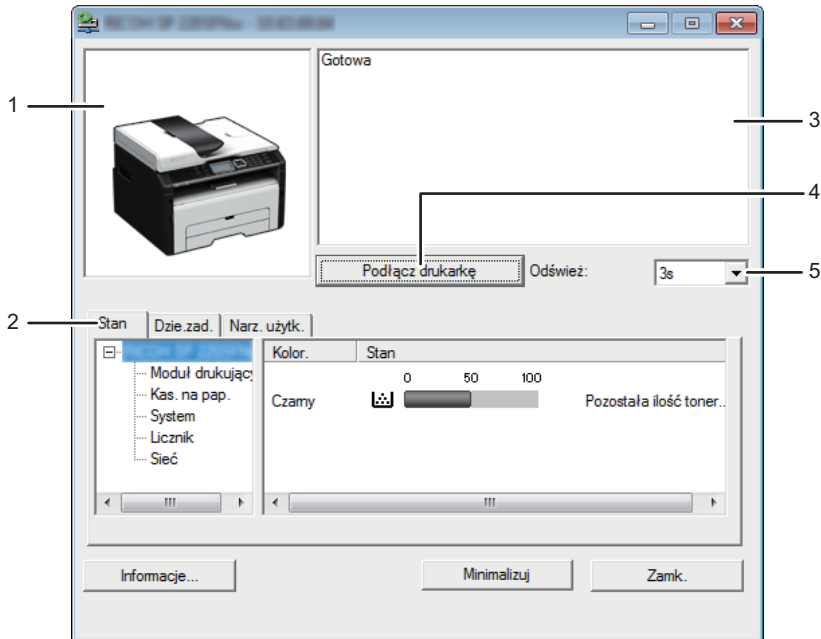 Gotowa
1
3
4
Podłącz drukarkę
Odśwież:
3s
5
2
Stan
Dzie.zad.
Narz. użytk.
Kolor.
Stan
Moduł drukujący
Kas. na pap.
System
Licznik
Sieć
0 50 100
Czarny
Pozostała ilość toner..
Informacje...
Minimalizuj
Zamk.